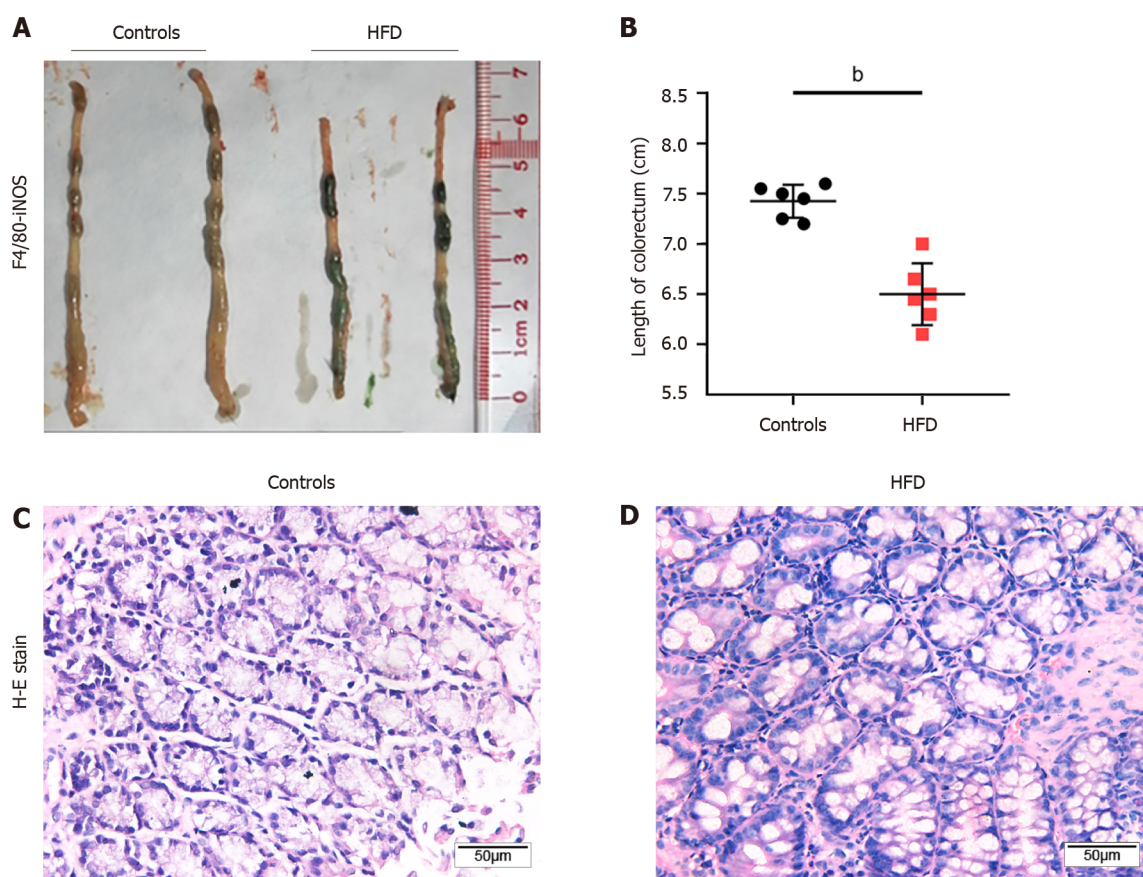 A
Controls
HFD
F4/80-iNOS
7
6
5
4
3
2
1cm
0
B
b
8.5
8.0
7.5
7.0
6.5
6.0
5.5
Length of colorectum (cm)
Controls
HFD
Controls
HFD
C
H-E stain
50μm
D
50μm